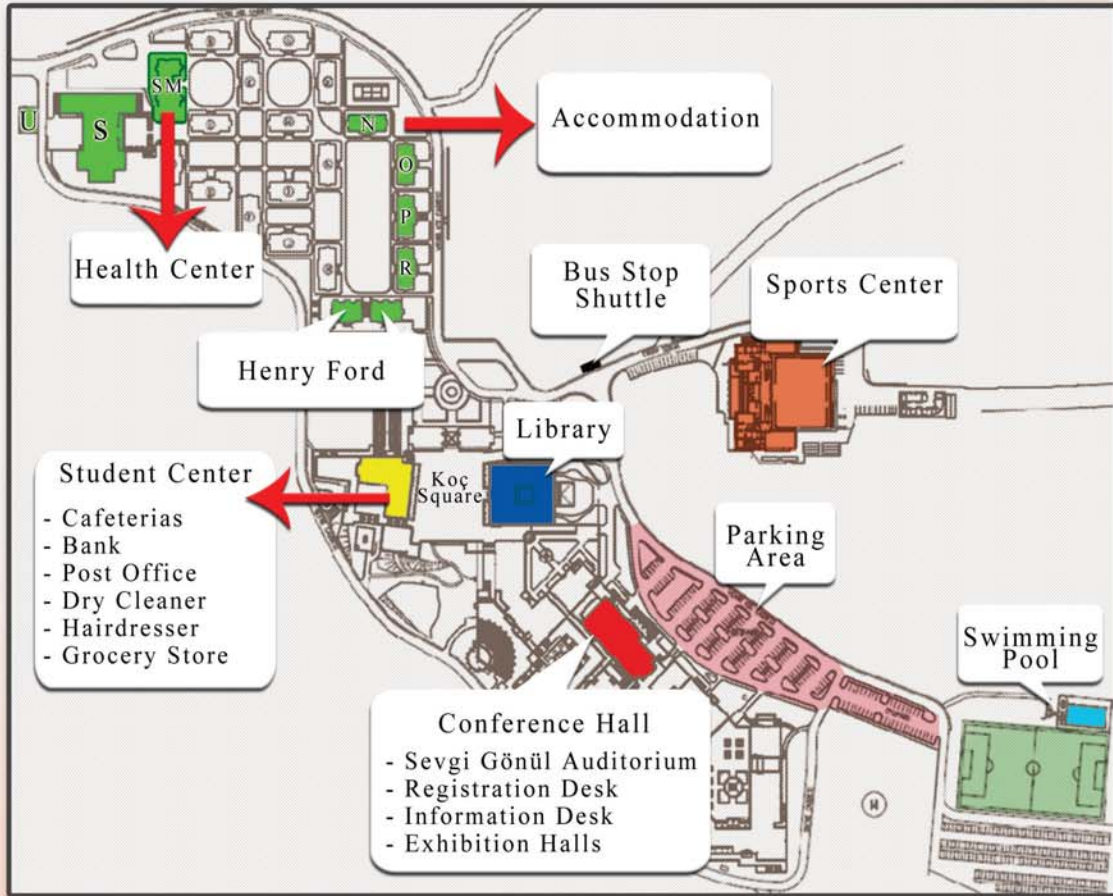 SM
U
S
N
Accommodation
O
P
R
Health Center
Bus Stop
Shuttle
Sports Center
Henry Ford
Library
Student Center
- Cafeterias
- Bank
- Post Office
- Dry Cleaner
- Hairdresser
- Grocery Store
Koç
Square
Parking
Area
Swimming
Pool
Conference Hall
- Sevgi Gönül Auditorium
- Registration Desk
- Information Desk
- Exhibition Halls